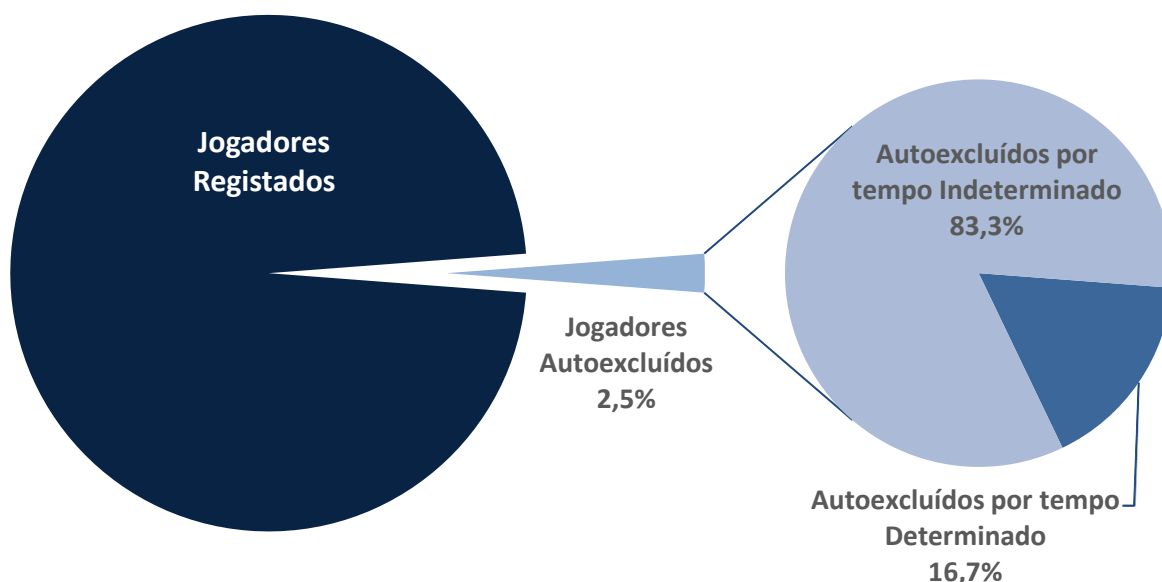 Jogadores
Registados
Jogadores
Autoexcluídos
2,5%
Autoexcluídos por
tempo Indeterminado
83,3%
Autoexcluídos por tempo
Determinado
16,7%